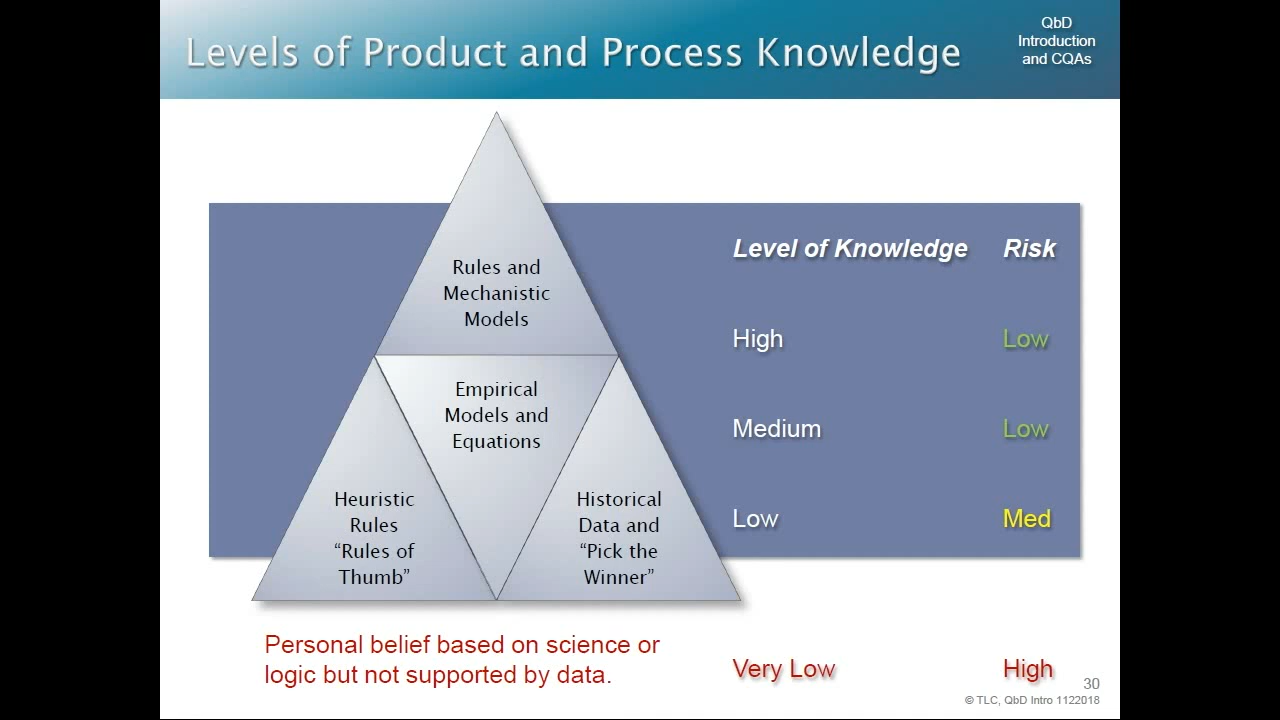 Levels of Product and Process Knowledge
QbD
Introduction
and CQAs
Level of Knowledge Risk
Rules and
Mechanistic
Models
High Low
Empirical
Models and
Equations
Medium Low
Heuristic
Rules
“Rules of
Thumb”
Historical
Data and
“Pick the
Winner”
Low Med
Personal belief based on science or
logic but not supported by data.
Very Low High
30
© TLC, QbD Intro 1122018